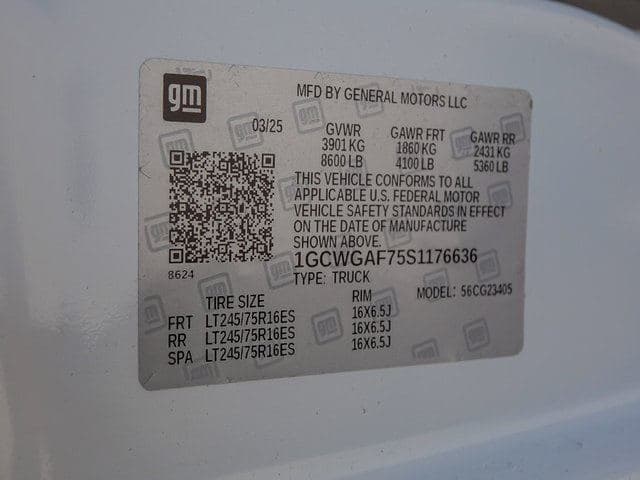 gm
MFD BY GENERAL MOTORS LLC
03/25 GVWR GAWR FRT GAWR RR
3901 KG 1860 KG 2431 KG
8600 LB 4100 LB 5360 LB
THIS VEHICLE CONFORMS TO ALL
APPLICABLE U.S. FEDERAL MOTOR
VEHICLE SAFETY STANDARDS IN EFFECT
ON THE DATE OF MANUFACTURE
SHOWN ABOVE.
8624
1GCWGAF75S1176636
TYPE: TRUCK MODEL: 56CG23405
TIRE SIZE RIM
FRT LT245/75R16ES 16X6.5J
RR LT245/75R16ES 16X6.5J
SPA LT245/75R16ES 16X6.5J